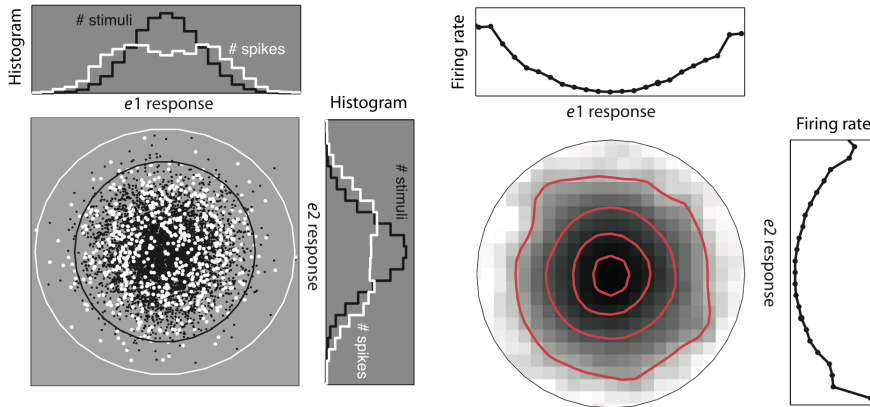 Histogram
# stimuli
# spikes
e1 response
Histogram
# stimuli
e2 response
# spikes
Firing rate
e1 response
Firing rate
e2 response